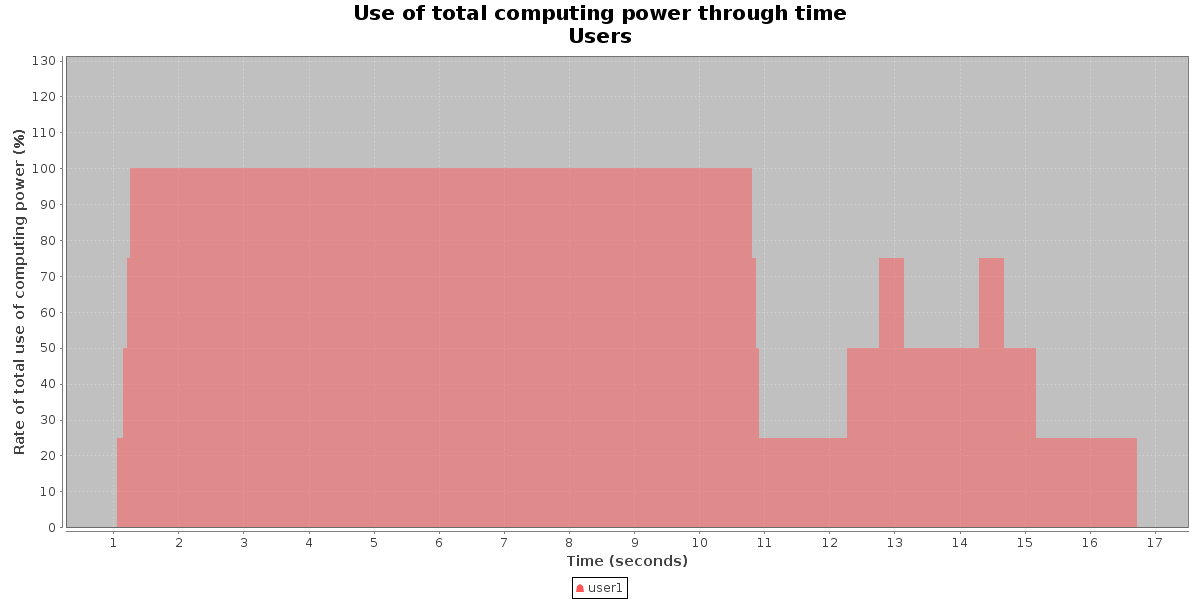 Use of total computing power through time
Users
Rate of total use of computing power (%)
130
120
110
100
90
80
70
60
50
40
30
20
10
0
1 2 3 4 5 6 7 8 9 10 11 12 13 14 15 16 17
Time (seconds)
user1